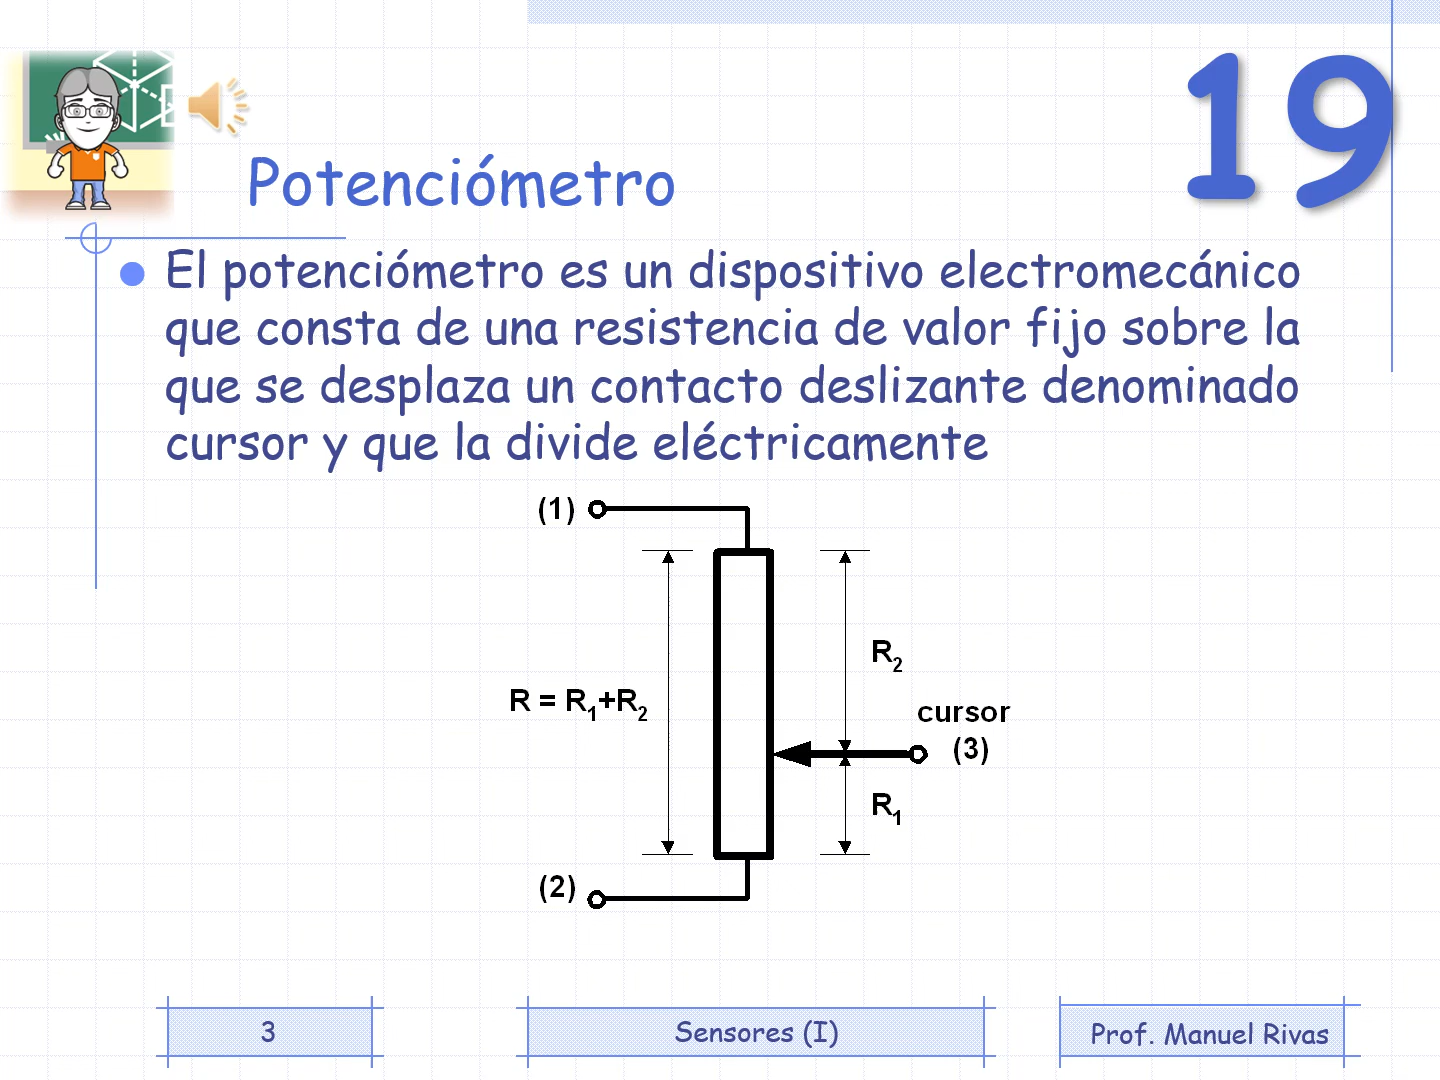 19
Potenciómetro
El potenciómetro es un dispositivo electromecánico
que consta de una resistencia de valor fijo sobre la
que se desplaza un contacto deslizante denominado
cursor y que la divide eléctricamente
(1)
R₂
R = R₁+R₂
cursor
(3)
R₁
(2)
3
Sensores (I)
Prof. Manuel Rivas